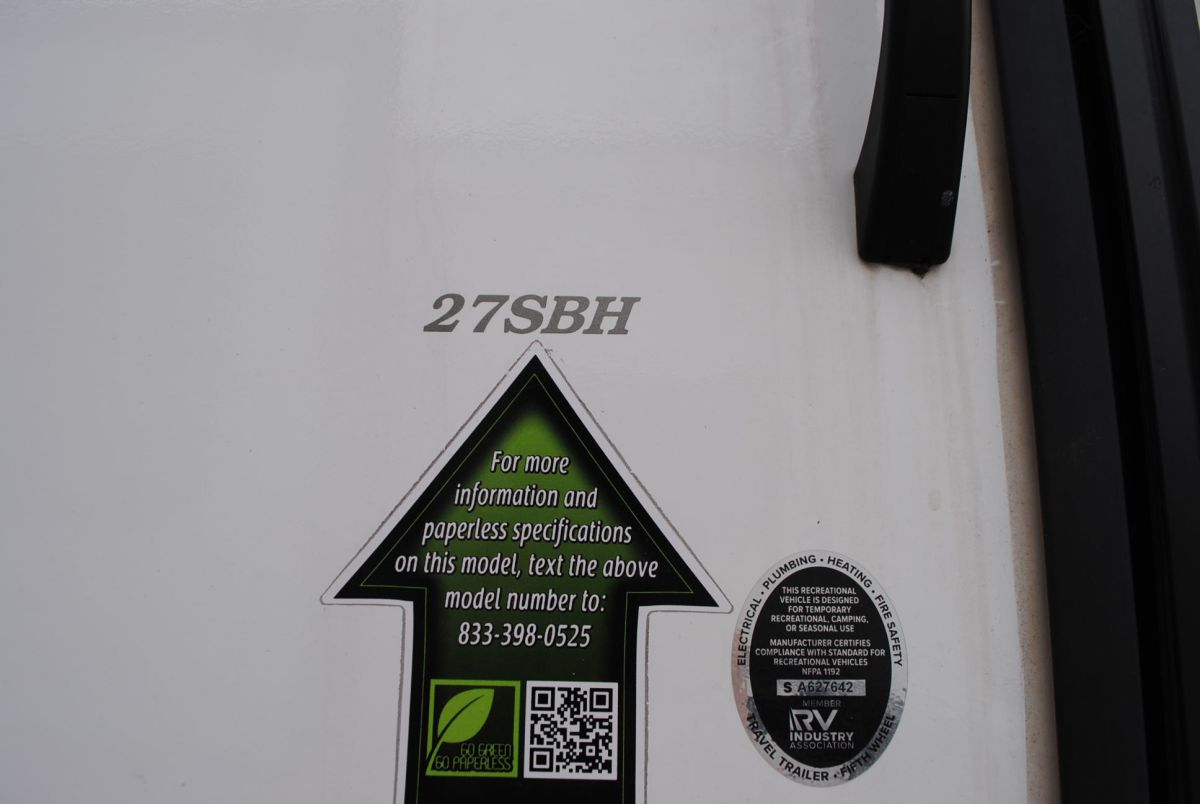 27SBH
For more
information and
paperless specifications
on this model, text the above
model number to:
833-398-0525
GO GREEN
GO PAPERLESS
ELECTRICAL • PLUMBING • HEATING • FIRE SAFETY
THIS RECREATIONAL
VEHICLE IS DESIGNED
FOR TEMPORARY
RECREATIONAL, CAMPING,
OR SEASONAL USE
MANUFACTURER CERTIFIES
COMPLIANCE WITH STANDARD FOR
RECREATIONAL VEHICLES
NFPA 1192
S A627642
MEMBER
RV
INDUSTRY
ASSOCIATION
TRAVEL TRAILER • FIFTH WHEEL